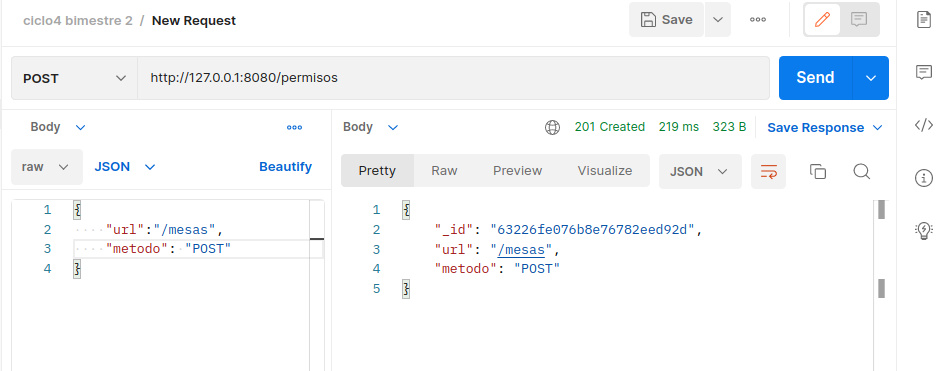 ciclo4 bimestre 2 / New Request
Save
POST
http://127.0.0.1:8080/permisos
Send
Body
raw
JSON
Beautify
1 {
2 "url":"/mesas",
3 "metodo": "POST"
4 }
Body
201 Created 219 ms 323 B
Save Response
Pretty Raw Preview Visualize
JSON
1 {
2 "_id": "63226fe076b8e76782eed92d",
3 "url": "/mesas",
4 "metodo": "POST"
5 }